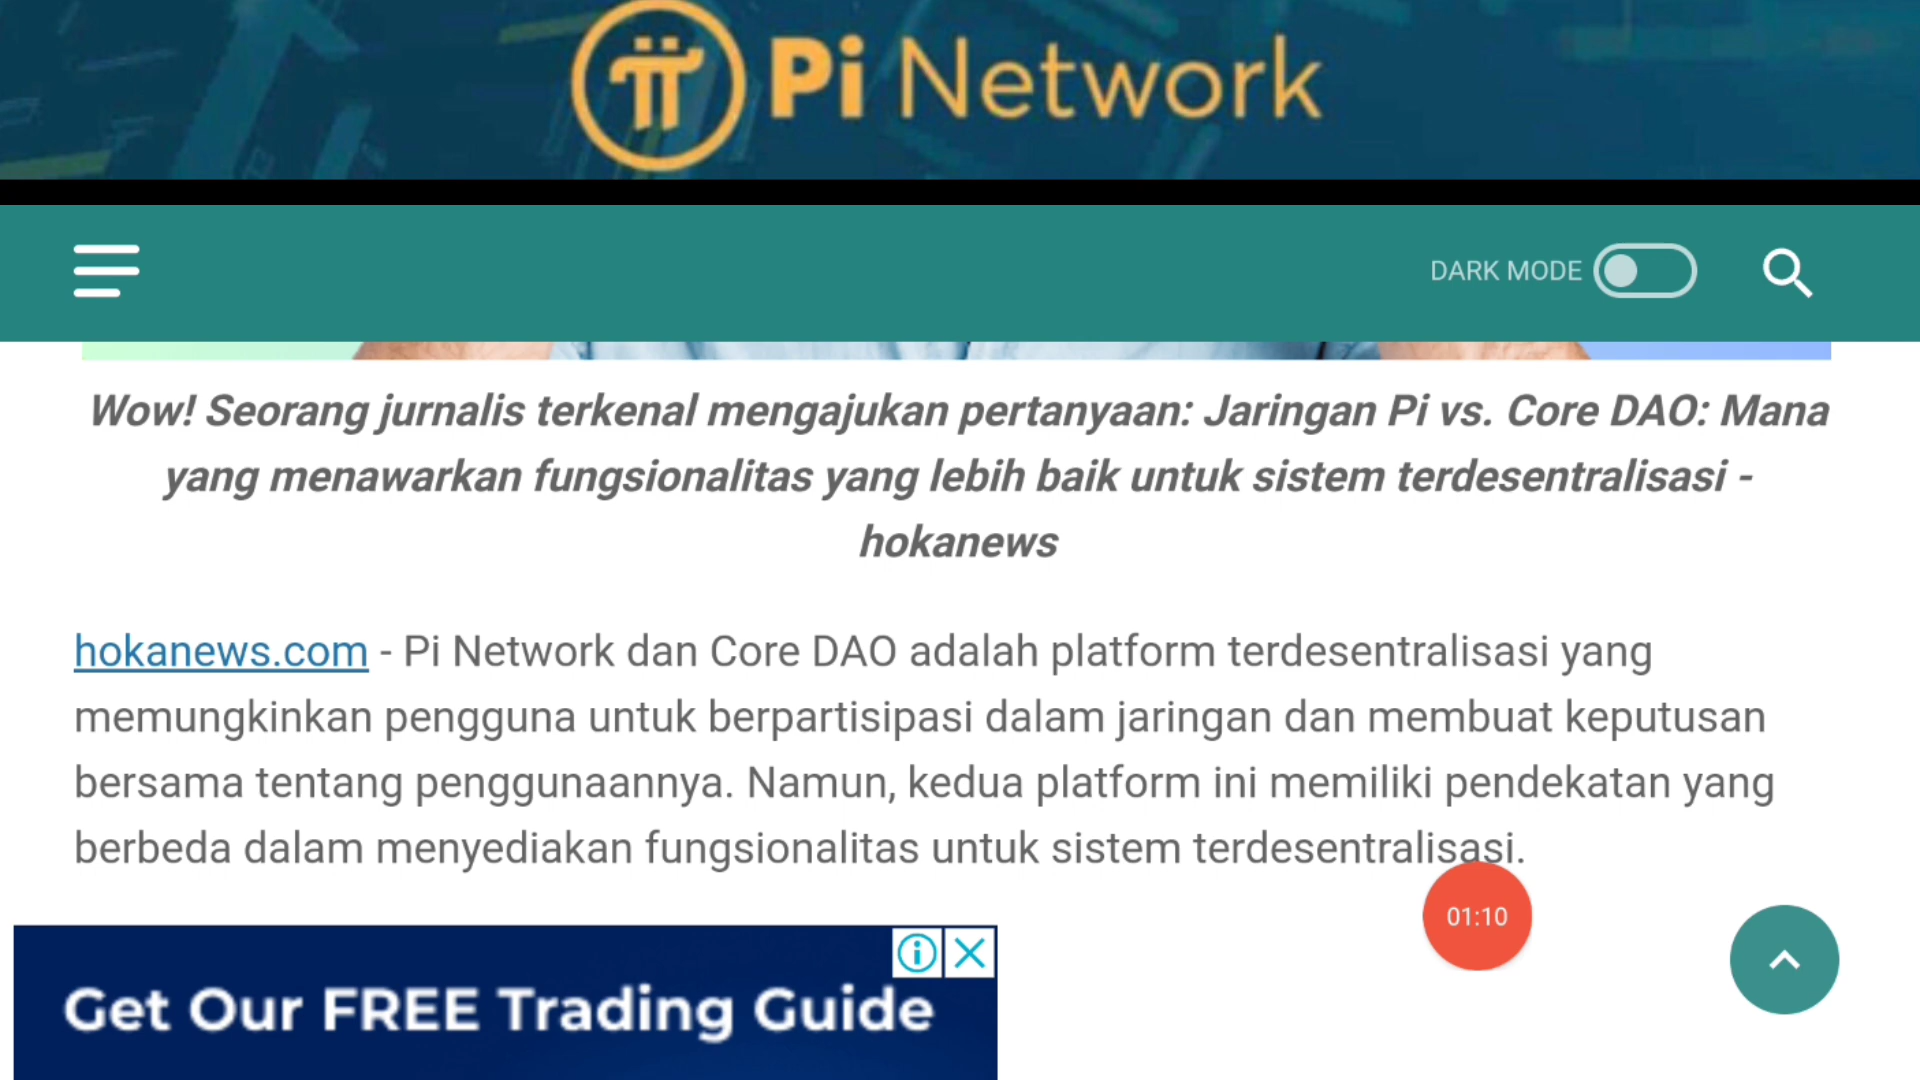 Pi Network
DARK MODE
Wow! Seorang jurnalis terkenal mengajukan pertanyaan: Jaringan Pi vs. Core DAO: Mana
yang menawarkan fungsionalitas yang lebih baik untuk sistem terdesentralisasi -
hokanews
hokanews.com - Pi Network dan Core DAO adalah platform terdesentralisasi yang
memungkinkan pengguna untuk berpartisipasi dalam jaringan dan membuat keputusan
bersama tentang penggunaannya. Namun, kedua platform ini memiliki pendekatan yang
berbeda dalam menyediakan fungsionalitas untuk sistem terdesentralisasi.
01:10
Get Our FREE Trading Guide